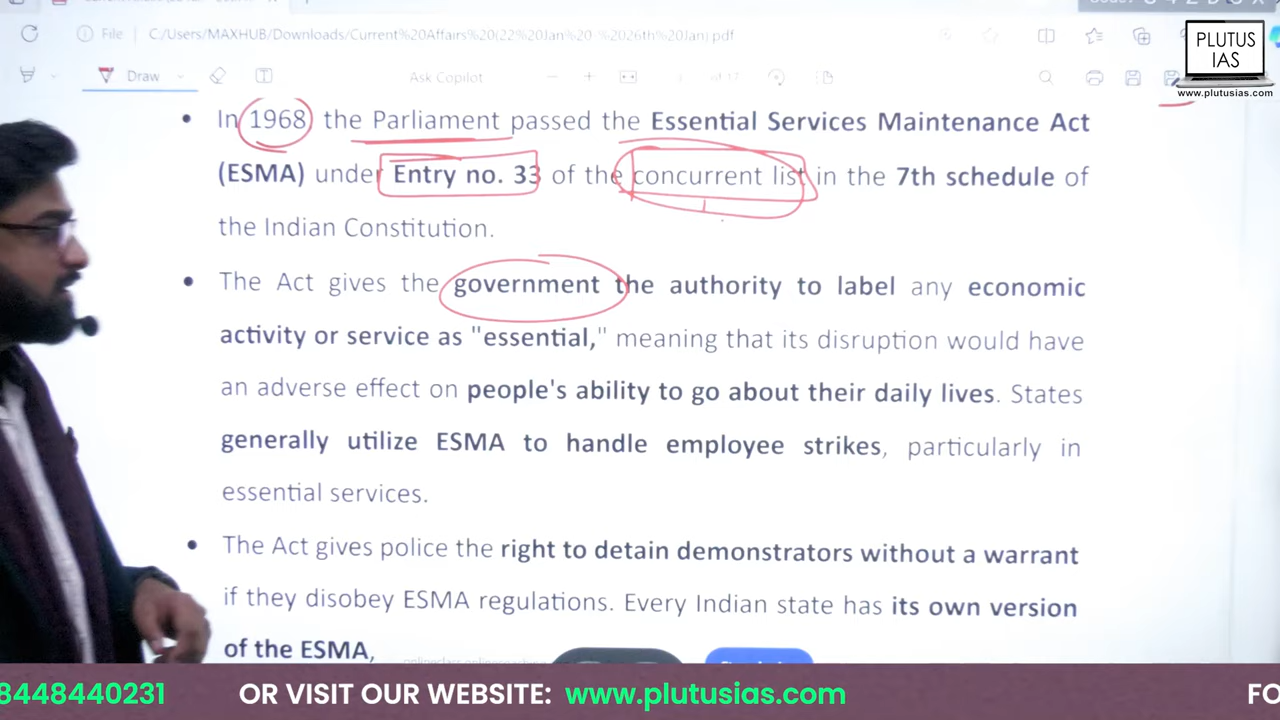 PLUTUS
IAS
www.plutusias.com
File C:/Users/MAXHUB/Downloads/Current%20Affairs%20(22%20Jan%20-%2026th%20Jan).pdf
Draw Ask Copilot of 17
• In 1968 the Parliament passed the Essential Services Maintenance Act
(ESMA) under Entry no. 33 of the concurrent list in the 7th schedule of
the Indian Constitution.
• The Act gives the government the authority to label any economic
activity or service as "essential," meaning that its disruption would have
an adverse effect on people's ability to go about their daily lives. States
generally utilize ESMA to handle employee strikes, particularly in
essential services.
• The Act gives police the right to detain demonstrators without a warrant
if they disobey ESMA regulations. Every Indian state has its own version
of the ESMA,
8448440231 OR VISIT OUR WEBSITE: www.plutusias.com FO